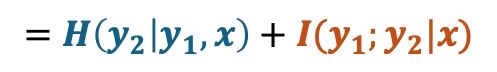 = H(y₂|y₁, x) + I(y₁; y₂|x)